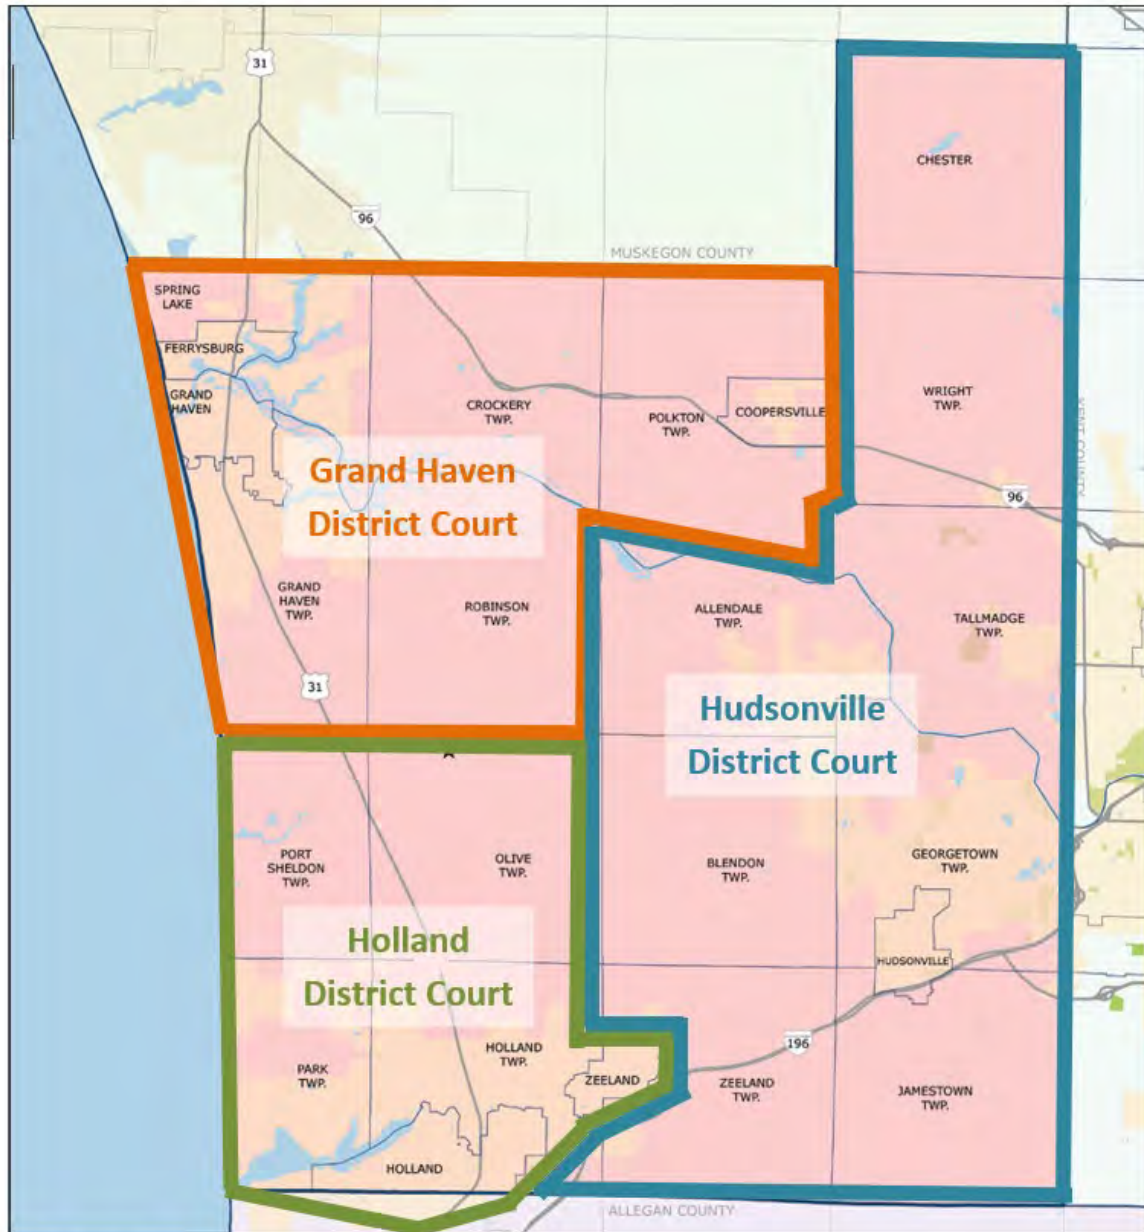 31
CHESTER
96
MUSKEGON COUNTY
SPRING
LAKE
FERRYSBURG
GRAND
HAVEN
CROCKERY
TWP.
POLKTON
TWP.
COOPERSVILLE
WRIGHT
TWP.
KENT COUNTY
96
Grand Haven
District Court
GRAND
HAVEN
TWP.
ROBINSON
TWP.
ALLENDALE
TWP.
TALLMADGE
TWP.
31
Hudsonville
District Court
PORT
SHELDON
TWP.
OLIVE
TWP.
BLENDON
TWP.
GEORGETOWN
TWP.
Holland
District Court
HUDSONVILLE
PARK
TWP.
HOLLAND
TWP.
ZEELAND
196
ZEELAND
TWP.
JAMESTOWN
TWP.
HOLLAND
ALLEGAN COUNTY